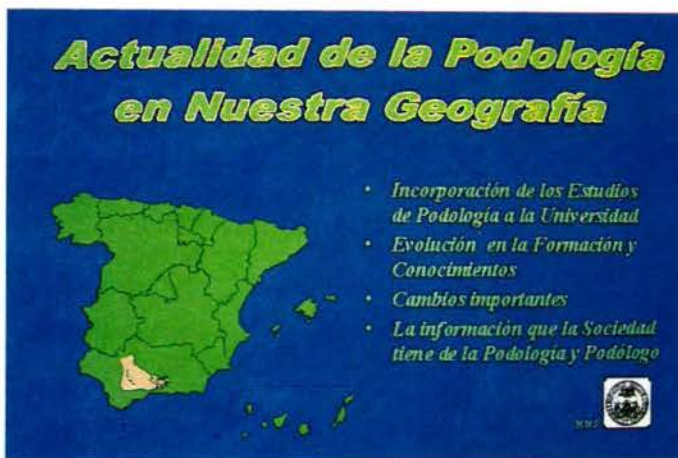 Actualidad de la Podología
en Nuestra Geografía
• Incorporación de los Estudios
de Podología a la Universidad
• Evolución en la Formación y
Conocimientos
• Cambios importantes
• La información que la Sociedad
tiene de la Podología y Podólogo